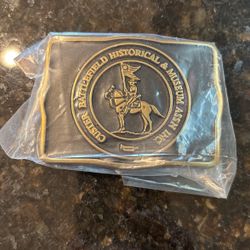 CUSTER BATTLEFIELD HISTORICAL & MUSEUM ASSN INC.